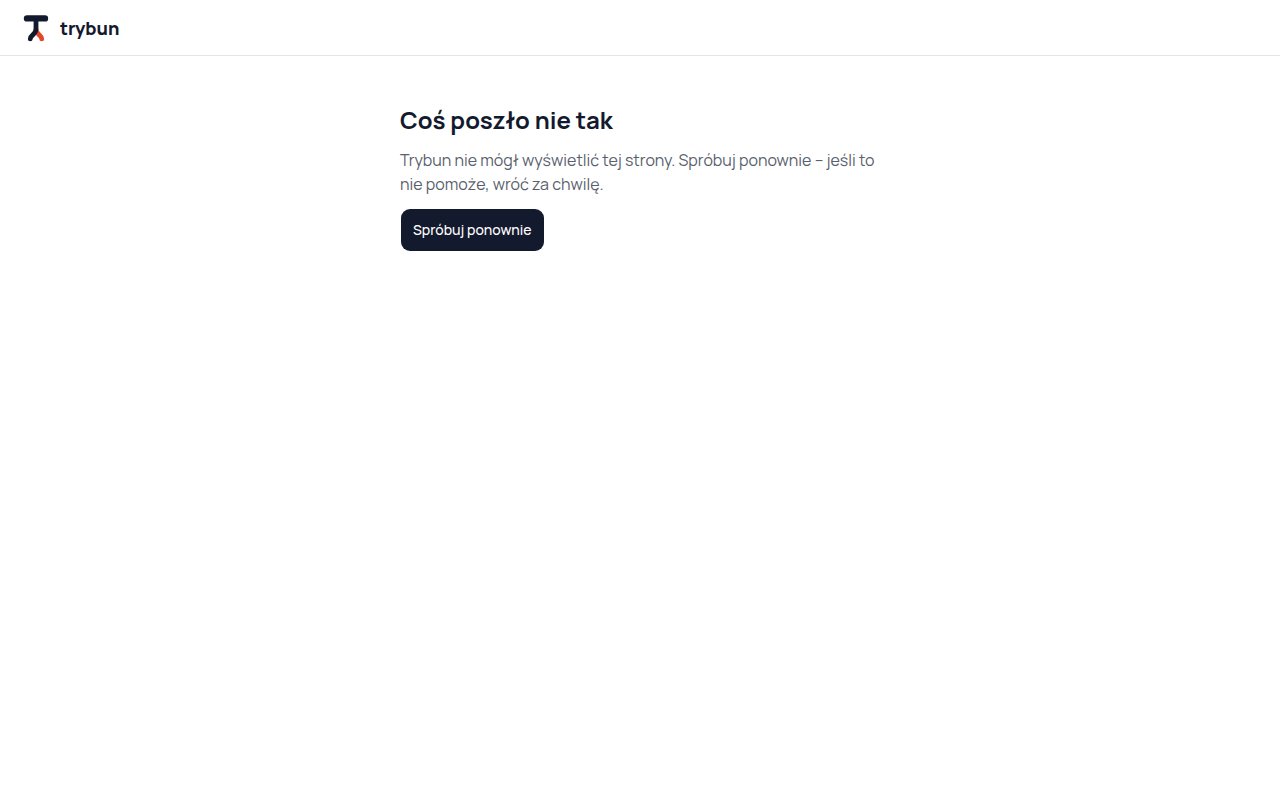 trybun
Coś poszło nie tak
Trybun nie mógł wyświetlić tej strony. Spróbuj ponownie – jeśli to
nie pomoże, wróć za chwilę.
Spróbuj ponownie